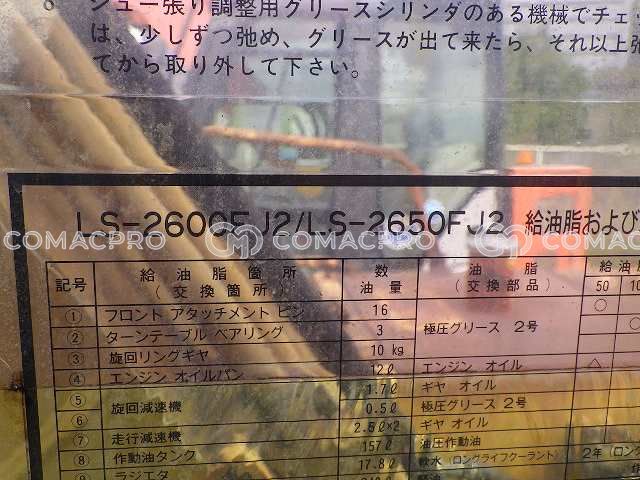 シュー張り調整用グリースシリンダのある機械でチェ
は、少しずつ弛め、グリースが出て来たら、それ以上張
てから取り外して下さい。
LS-2600FJ2/LS-2650FJ2 給油脂および
COMACPRO COMACPRO COMACPRO
記号 給油脂箇所 (交換箇所) 数 油量 油脂 (交換部品) 給油 50 10
① フロント アタッチメント ピン 16 極圧グリース 2号 ○
② ターンテーブル ベアリング 3 ○
③ 旋回リングギヤ 10 kg
④ エンジン オイルパン 12ℓ エンジン オイル △
⑤ 旋回減速機 1.7ℓ ギヤ オイル
⑥ 0.5ℓ 極圧グリース 2号
⑦ 走行減速機 2.5ℓ×2 ギヤ オイル
⑧ 作動油タンク 157ℓ 油圧作動油
⑨ ラジエタ 17.8ℓ 軟水 (ロングライフクーラント) 2年 (ロング